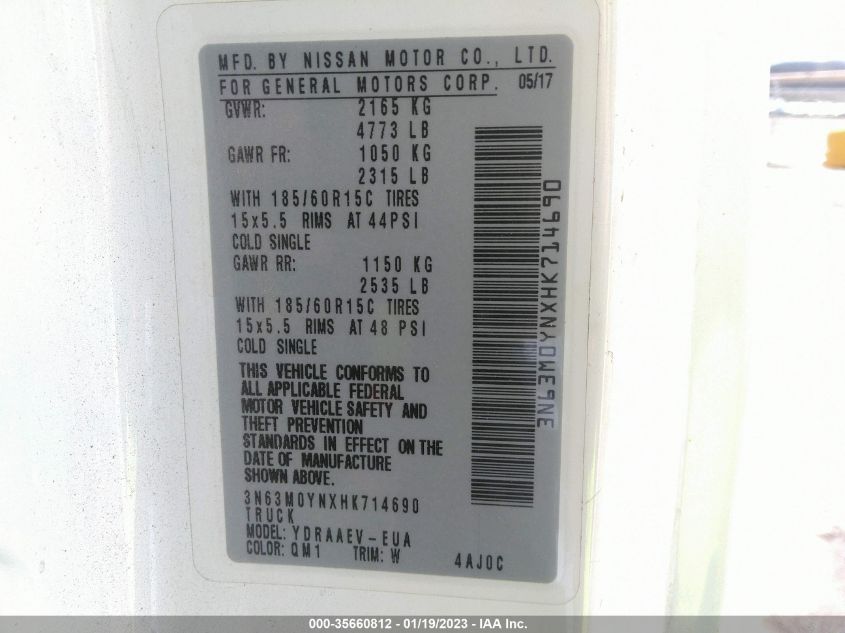 MFD. BY NISSAN MOTOR CO., LTD.
FOR GENERAL MOTORS CORP. 05/17
GVWR: 2165 KG
4773 LB
GAWR FR: 1050 KG
2315 LB
WITH 185/60R15C TIRES
15x5.5 RIMS AT 44PSI
COLD SINGLE
GAWR RR: 1150 KG
2535 LB
WITH 185/60R15C TIRES
15x5.5 RIMS AT 48 PSI
COLD SINGLE
THIS VEHICLE CONFORMS TO
ALL APPLICABLE FEDERAL
MOTOR VEHICLE SAFETY AND
THEFT PREVENTION
STANDARDS IN EFFECT ON THE
DATE OF MANUFACTURE
SHOWN ABOVE.
3N63M0YNXHK714690
TRUCK
MODEL: YDRAAEV-EUA
COLOR: QM1 TRIM: W 4AJ0C
3N63M0YNXHK714690
000-35660812 - 01/19/2023 - IAA Inc.